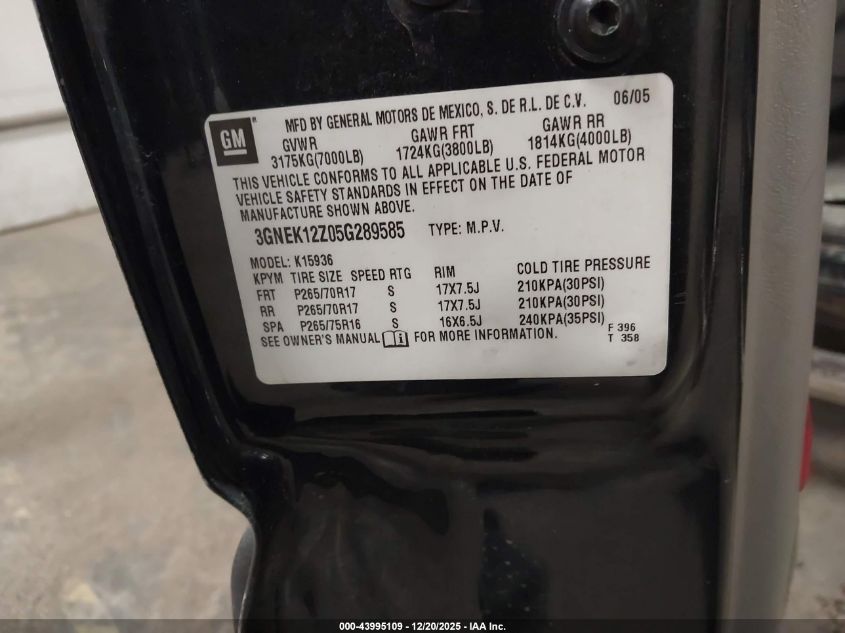 GM
MFD BY GENERAL MOTORS DE MEXICO, S. DE R.L. DE C.V. 06/05
GVWR GAWR FRT GAWR RR
3175KG(7000LB) 1724KG(3800LB) 1814KG(4000LB)
THIS VEHICLE CONFORMS TO ALL APPLICABLE U.S. FEDERAL MOTOR
VEHICLE SAFETY STANDARDS IN EFFECT ON THE DATE OF
MANUFACTURE SHOWN ABOVE.
3GNEK12Z05G289585 TYPE: M.P.V.
MODEL: K15936
KPYM TIRE SIZE SPEED RTG RIM COLD TIRE PRESSURE
FRT P265/70R17 S 17X7.5J 210KPA(30PSI)
RR P265/70R17 S 17X7.5J 210KPA(30PSI)
SPA P265/75R16 S 16X6.5J 240KPA(35PSI)
SEE OWNER'S MANUAL FOR MORE INFORMATION.
F 396
T 358
000-43995109 - 12/20/2025 - IAA Inc.